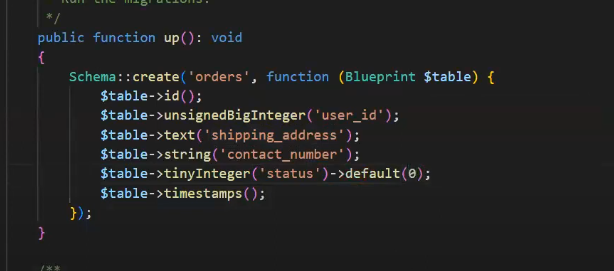 Run the migrations.
*/
public function up(): void
{
Schema::create('orders', function (Blueprint $table) {
$table->id();
$table->unsignedBigInteger('user_id');
$table->text('shipping_address');
$table->string('contact_number');
$table->tinyInteger('status')->default(0);
$table->timestamps();
});
}
/**